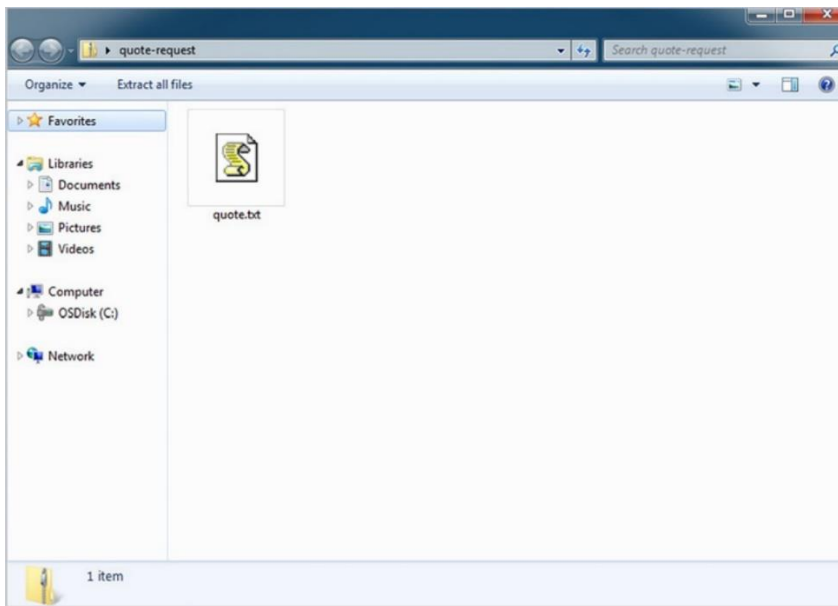 quote-request
Search quote-request
Organize
Extract all files
Favorites
Libraries
Documents
Music
Pictures
Videos
Computer
OSDisk (C:)
Network
quote.txt
1 item